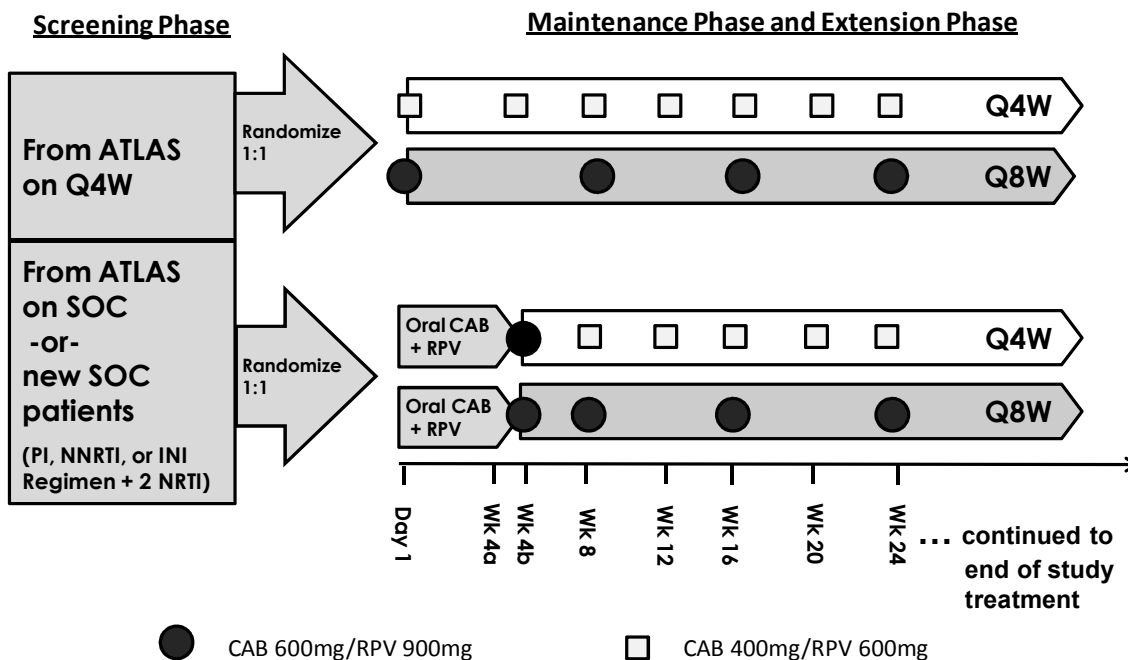 Screening Phase
Maintenance Phase and Extension Phase
From ATLAS
on Q4W
Randomize
1:1
Q4W
Q8W
From ATLAS
on SOC
-or-
new SOC
patients
(PI, NNRTI, or INI
Regimen + 2 NRTI)
Randomize
1:1
Oral CAB
+ RPV
Q4W
Oral CAB
+ RPV
Q8W
Day 1
Wk 4a
Wk 4b
Wk 8
Wk 12
Wk 16
Wk 20
Wk 24
... continued to
end of study
treatment
CAB 600mg/RPV 900mg
CAB 400mg/RPV 600mg